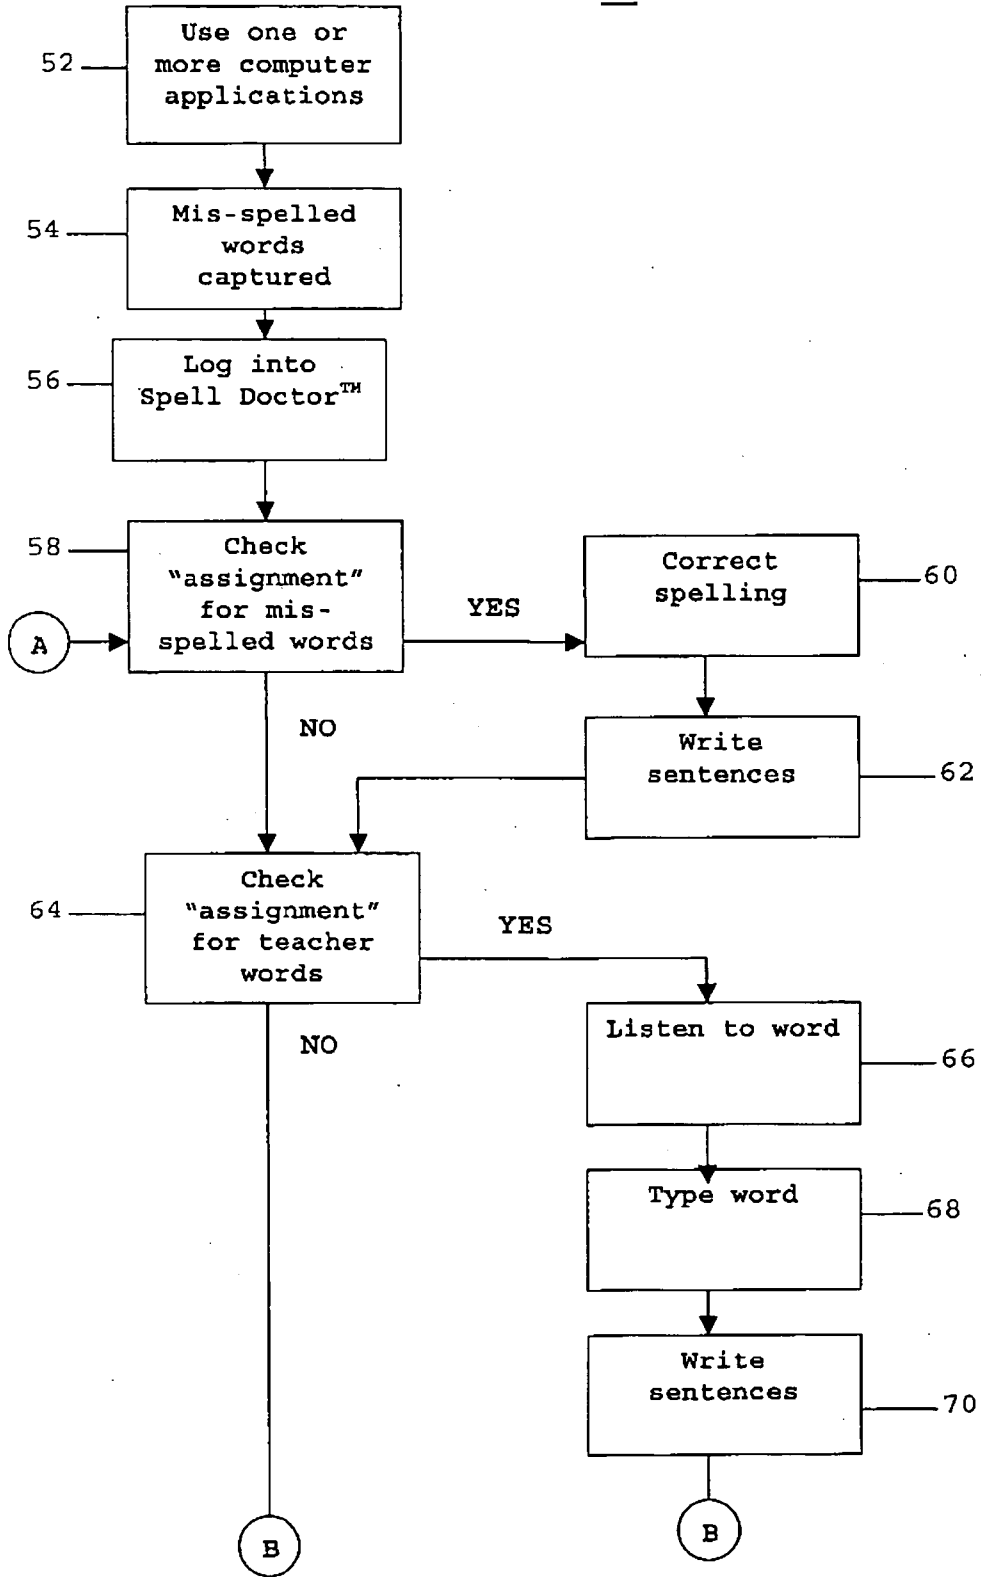 52
Use one or
more computer
applications
54
Mis-spelled
words
captured
56
Log into
Spell Doctor™
58
Check
"assignment"
for mis-
spelled words
A
YES
Correct
spelling
60
NO
Write
sentences
62
64
Check
"assignment"
for teacher
words
YES
NO
Listen to word
66
Type word
68
Write
sentences
70
B
B